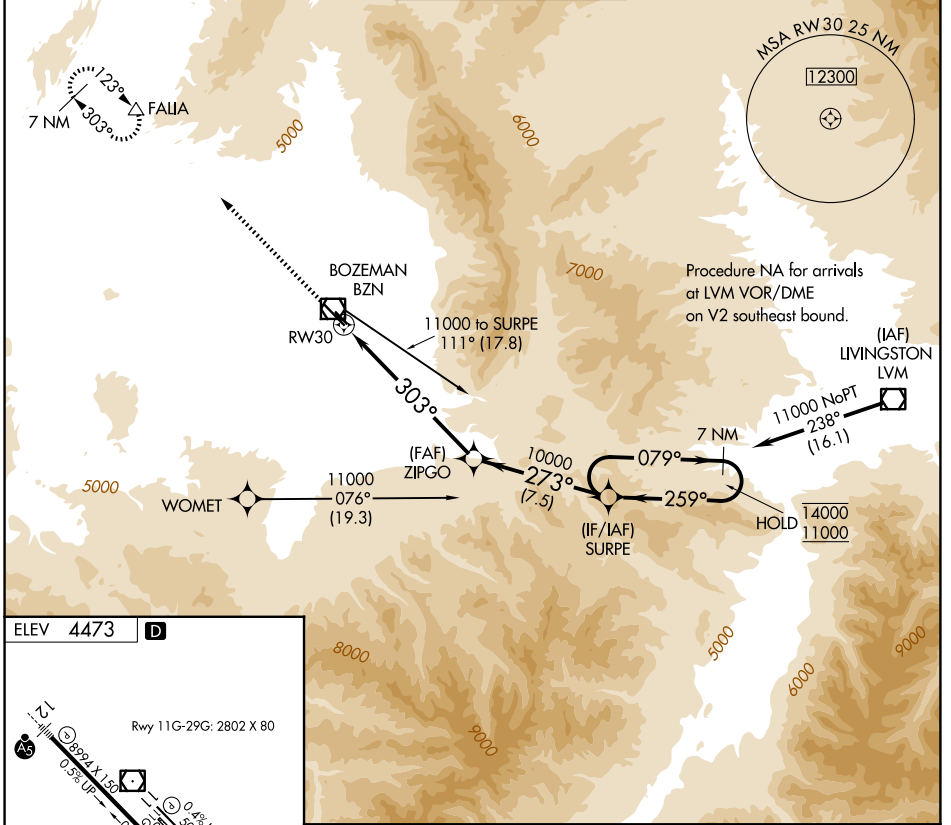 MSA RW30 25 NM
12300
123°
FALIA
7 NM
303°
5000
6000
BOZEMAN
BZN
7000
Procedure NA for arrivals
at LVM VOR/DME
on V2 southeast bound.
RW30
11000 to SURPE
111° (17.8)
(IAF)
LIVINGSTON
LVM
303°
11000 NoPT
238°
(16.1)
7 NM
(FAF)
ZIPGO
10000
273°
(7.5)
079°
5000
WOMET
11000
076°
(19.3)
259°
(IF/IAF)
SURPE
HOLD
14000
11000
ELEV 4473
D
8000
5000
9000
6000
9000
Rwy 11G-29G: 2802 X 80
12
A5
P
8994 X 150
0.5% UP
P
0.4%